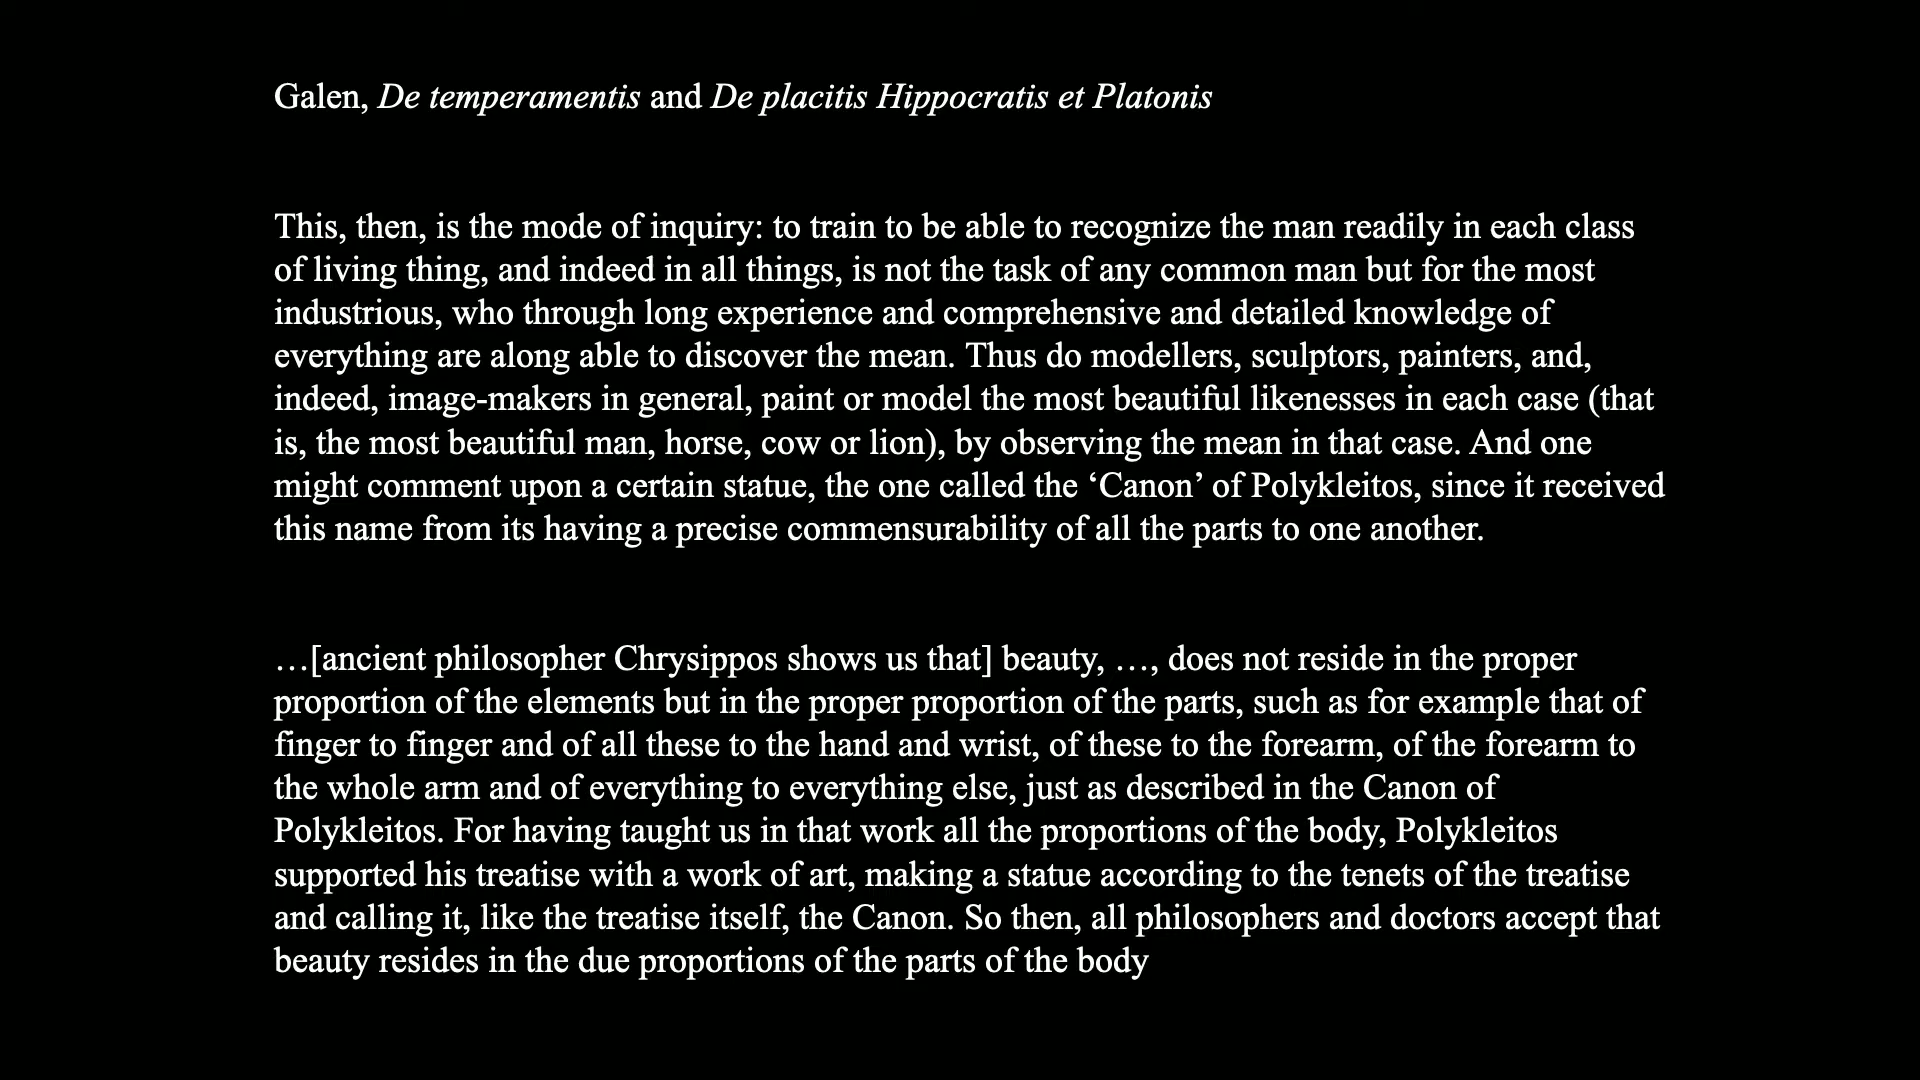 Galen, De temperamentis and De placitis Hippocratis et Platonis
This, then, is the mode of inquiry: to train to be able to recognize the man readily in each class
of living thing, and indeed in all things, is not the task of any common man but for the most
industrious, who through long experience and comprehensive and detailed knowledge of
everything are along able to discover the mean. Thus do modellers, sculptors, painters, and,
indeed, image-makers in general, paint or model the most beautiful likenesses in each case (that
is, the most beautiful man, horse, cow or lion), by observing the mean in that case. And one
might comment upon a certain statue, the one called the ‘Canon’ of Polykleitos, since it received
this name from its having a precise commensurability of all the parts to one another.
…[ancient philosopher Chrysippos shows us that] beauty, …, does not reside in the proper
proportion of the elements but in the proper proportion of the parts, such as for example that of
finger to finger and of all these to the hand and wrist, of these to the forearm, of the forearm to
the whole arm and of everything to everything else, just as described in the Canon of
Polykleitos. For having taught us in that work all the proportions of the body, Polykleitos
supported his treatise with a work of art, making a statue according to the tenets of the treatise
and calling it, like the treatise itself, the Canon. So then, all philosophers and doctors accept that
beauty resides in the due proportions of the parts of the body